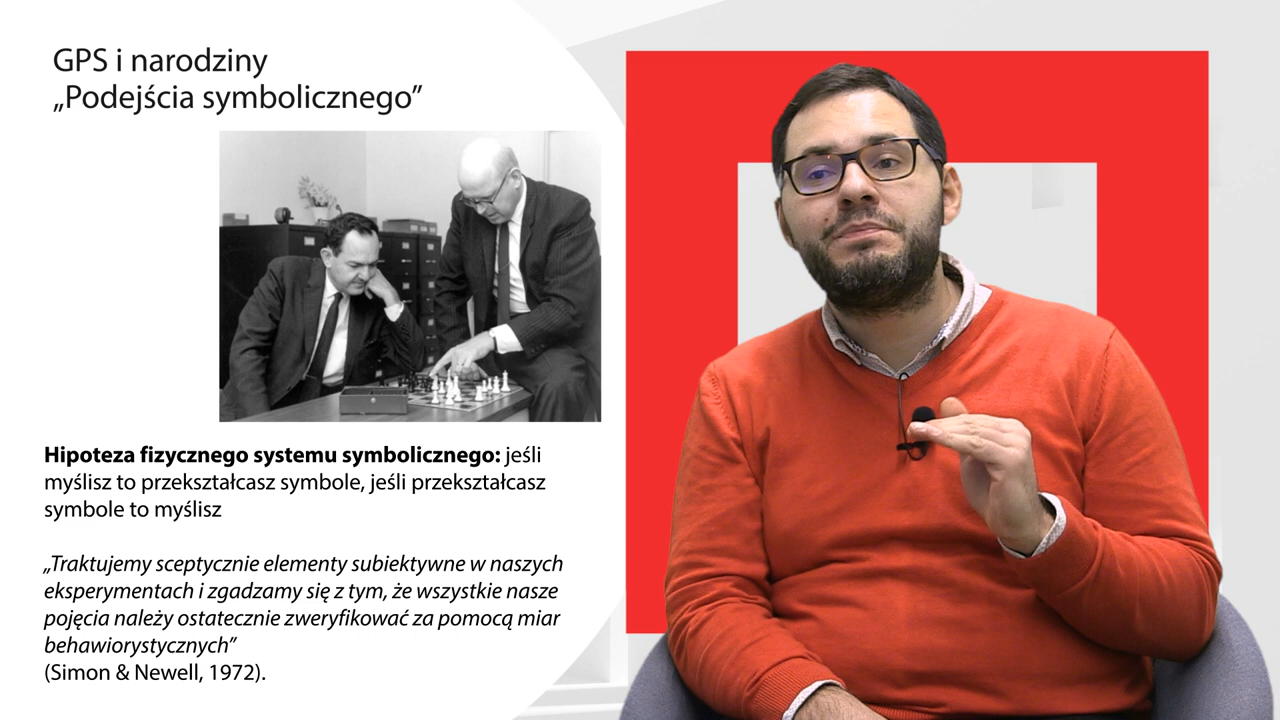 GPS i narodziny
„Podejścia symbolicznego”
Hipoteza fizycznego systemu symbolicznego: jeśli
myślisz to przekształcasz symbole, jeśli przekształcasz
symbole to myślisz
„Traktujemy sceptycznie elementy subiektywne w naszych
eksperymentach i zgadzamy się z tym, że wszystkie nasze
pojęcia należy ostatecznie zweryfikować za pomocą miar
behawiorystycznych”
(Simon & Newell, 1972).